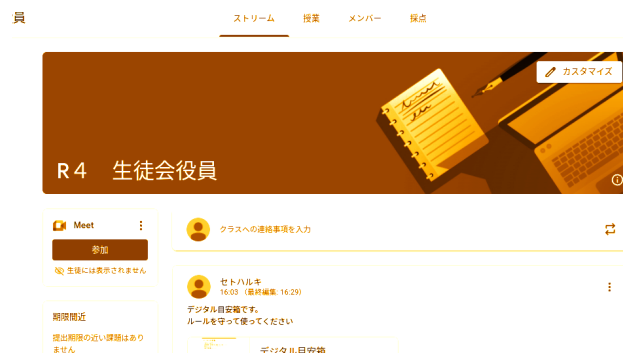 員
ストリーム
授業
メンバー
採点
カスタマイズ
R４　生徒会役員
Meet
参加
生徒には表示されません
クラスへの連絡事項を入力
セトハルキ
16:03 （最終編集: 16:29）
デジタル目安箱です。
ルールを守って使ってください
期限間近
提出期限の近い課題はあり
ません
デジタル目安箱